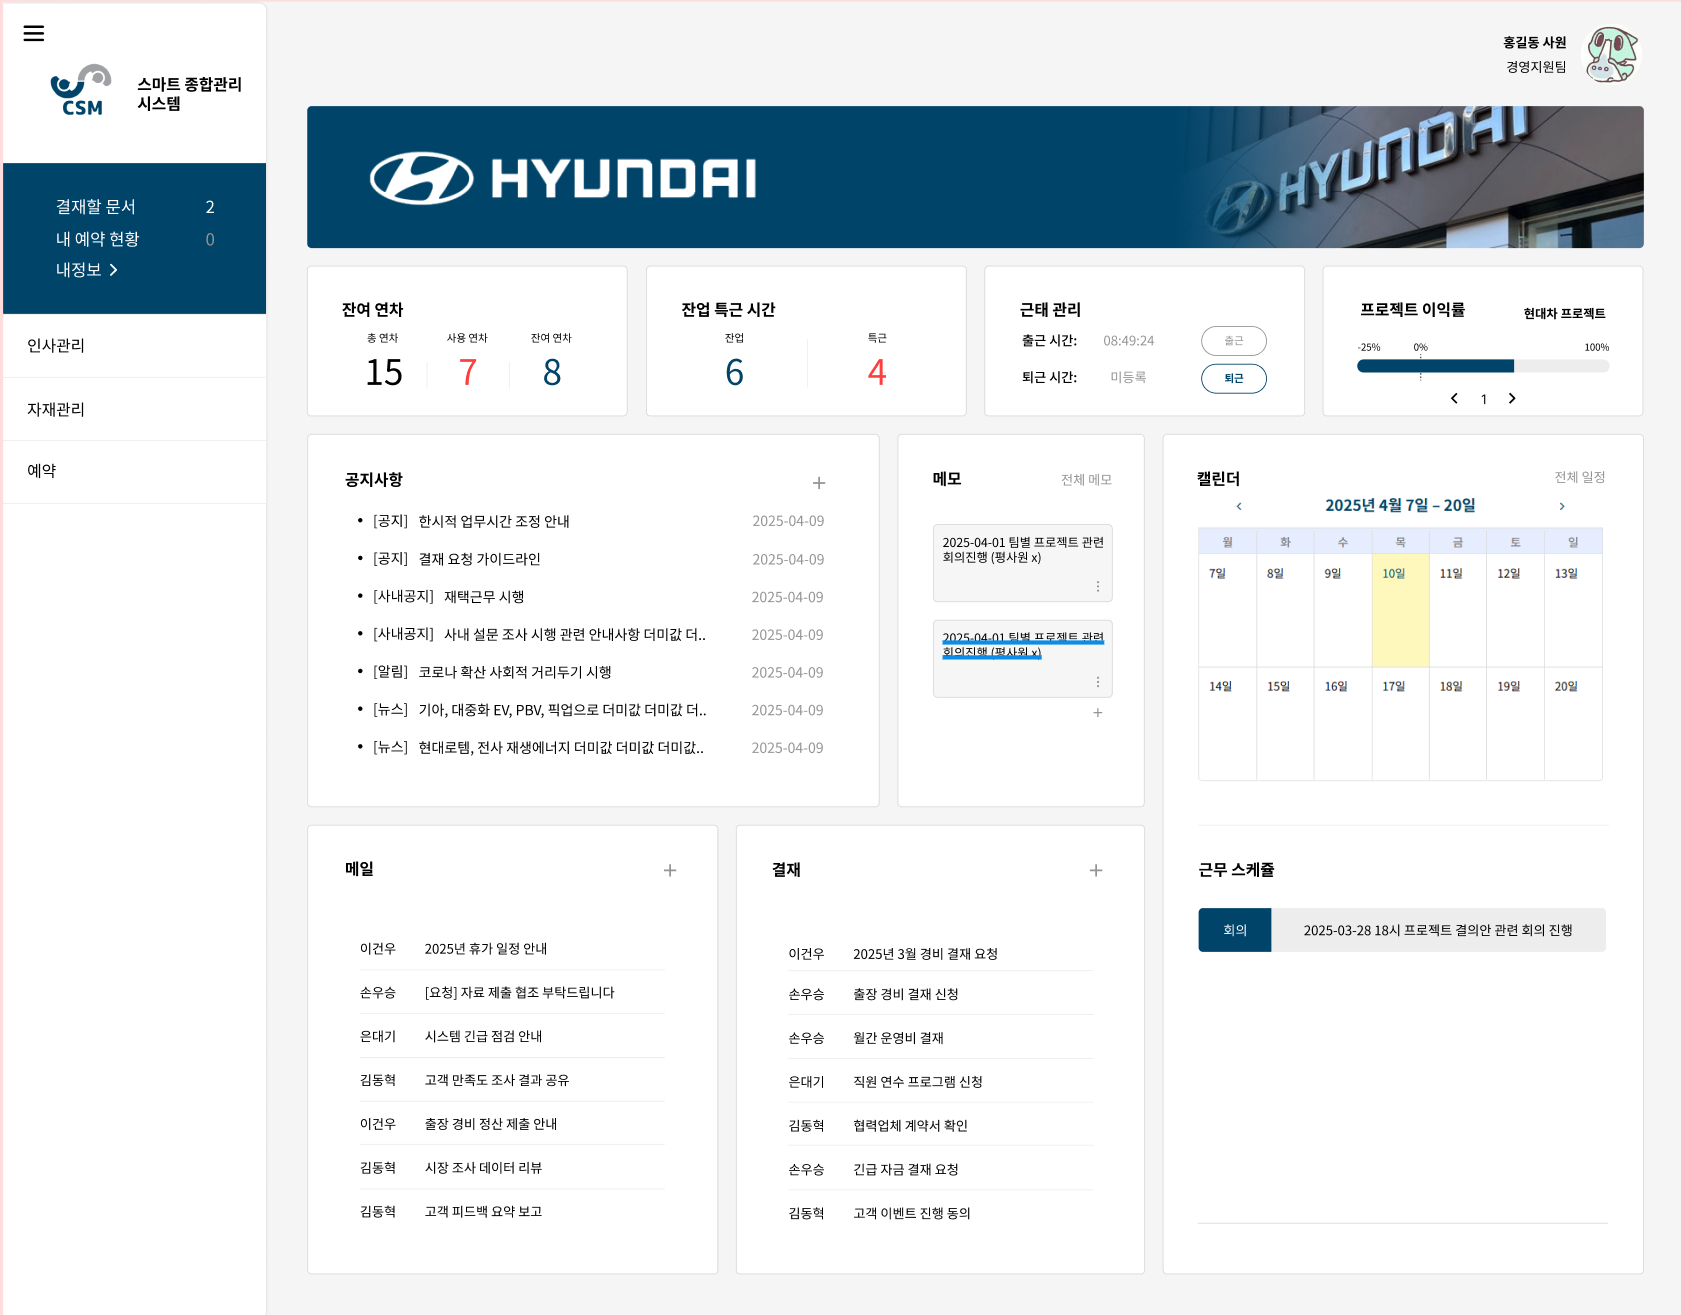 CSM
스마트 종합관리
시스템
홍길동 사원
경영지원팀
결재할 문서 2
내 예약 현황 0
내정보
인사관리
자재관리
예약
HYUNDAI
HYUNDAI
잔여 연차
총 연차 사용 연차 잔여 연차
15 7 8
잔업 특근 시간
잔업 특근
6 4
근태 관리
출근 시간: 08:49:24 출근
퇴근 시간: 미등록 퇴근
프로젝트 이익률 현대차 프로젝트
-25% 0% 100%
1
공지사항
• [공지] 한시적 업무시간 조정 안내 2025-04-09
• [공지] 결재 요청 가이드라인 2025-04-09
• [사내공지] 재택근무 시행 2025-04-09
• [사내공지] 사내 설문 조사 시행 관련 안내사항 더미값 더.. 2025-04-09
• [알림] 코로나 확산 사회적 거리두기 시행 2025-04-09
• [뉴스] 기아, 대중화 EV, PBV, 픽업으로 더미값 더미값 더.. 2025-04-09
• [뉴스] 현대로템, 전사 재생에너지 더미값 더미값 더미값.. 2025-04-09
메모 전체 메모
2025-04-01 팀별 프로젝트 관련
회의진행 (평사원 x)
2025-04-01 팀별 프로젝트 관련
회의진행 (평사원 x)
캘린더 전체 일정
2025년 4월 7일 – 20일
월 화 수 목 금 토 일
7일 8일 9일 10일 11일 12일 13일
14일 15일 16일 17일 18일 19일 20일
근무 스케쥴
회의 2025-03-28 18시 프로젝트 결의안 관련 회의 진행
메일
이건우 2025년 휴가 일정 안내
손우승 [요청] 자료 제출 협조 부탁드립니다
은대기 시스템 긴급 점검 안내
김동혁 고객 만족도 조사 결과 공유
이건우 출장 경비 정산 제출 안내
김동혁 시장 조사 데이터 리뷰
김동혁 고객 피드백 요약 보고
결재
이건우 2025년 3월 경비 결재 요청
손우승 출장 경비 결재 신청
손우승 월간 운영비 결재
은대기 직원 연수 프로그램 신청
김동혁 협력업체 계약서 확인
손우승 긴급 자금 결재 요청
김동혁 고객 이벤트 진행 동의